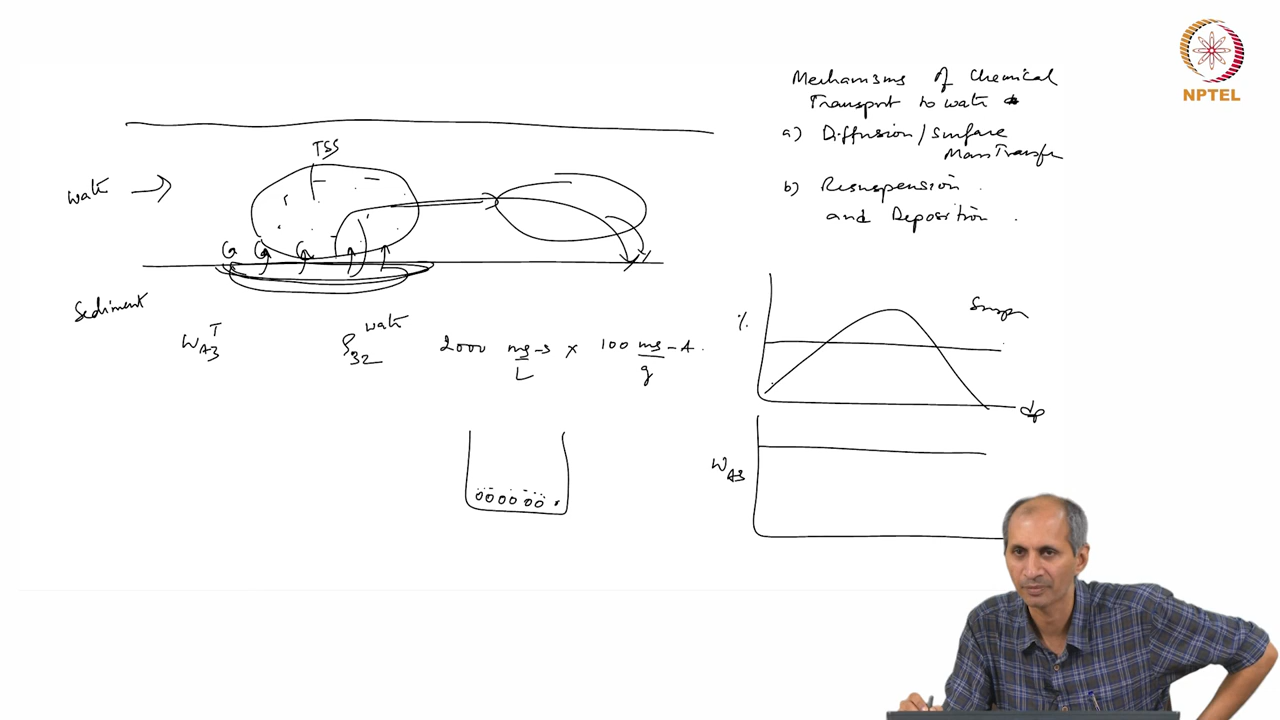 NPTEL
Mechanisms of Chemical
Transport to water
a) Diffusion / Surface
Mass Transfer
b) Resuspension
and Deposition
TSS
water
Sediment
W_A3^T
ρ_32^water
2000 mg-s/L × 100 mg-A/g
%
dp
W_A3